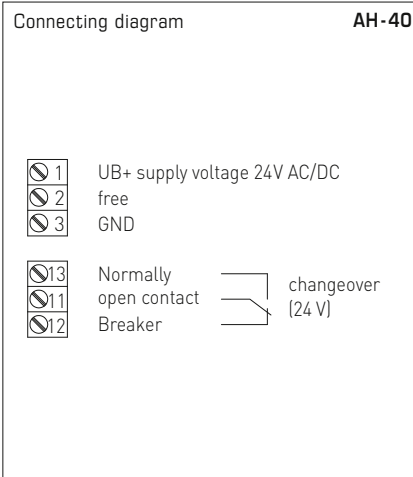 Connecting diagram AH-40
1 UB+ supply voltage 24V AC/DC
2 free
3 GND
13 Normally
11 open contact
12 Breaker
changeover
(24 V)